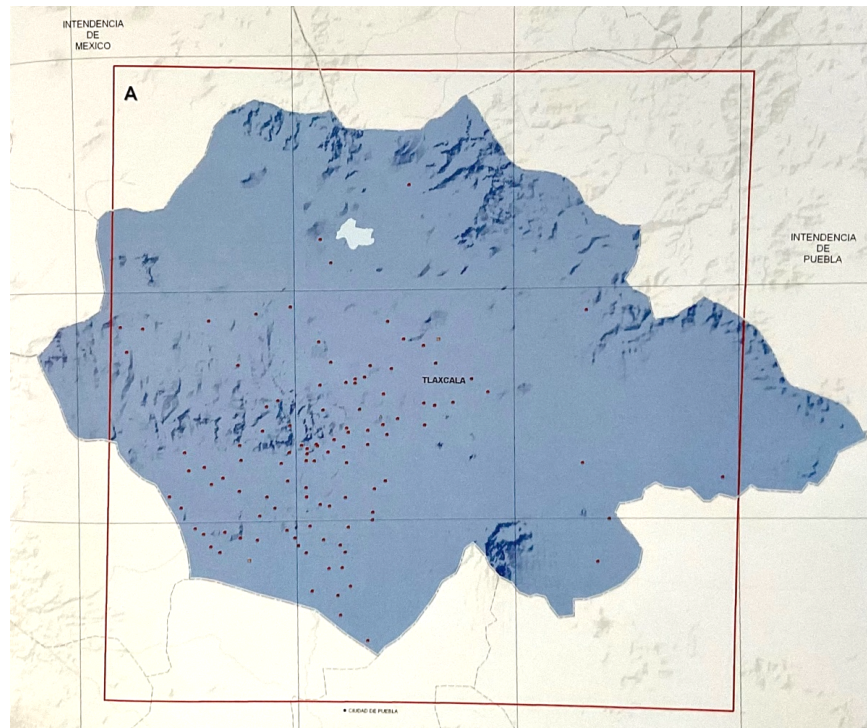 INTENDENCIA
DE
MEXICO
A
INTENDENCIA
DE
PUEBLA
TLAXCALA
CIUDAD DE PUEBLA